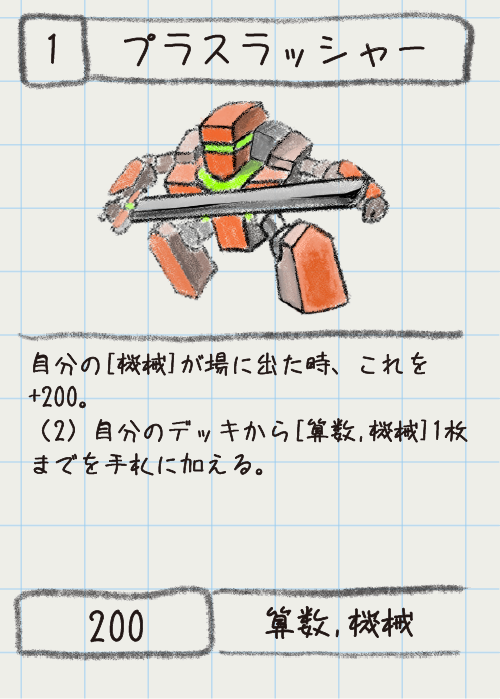 1
プラスラッシャー
自分の[機械]が場に出た時、これを
+200。
（2）自分のデッキから[算数,機械]1枚
までを手札に加える。
200
算数,機械